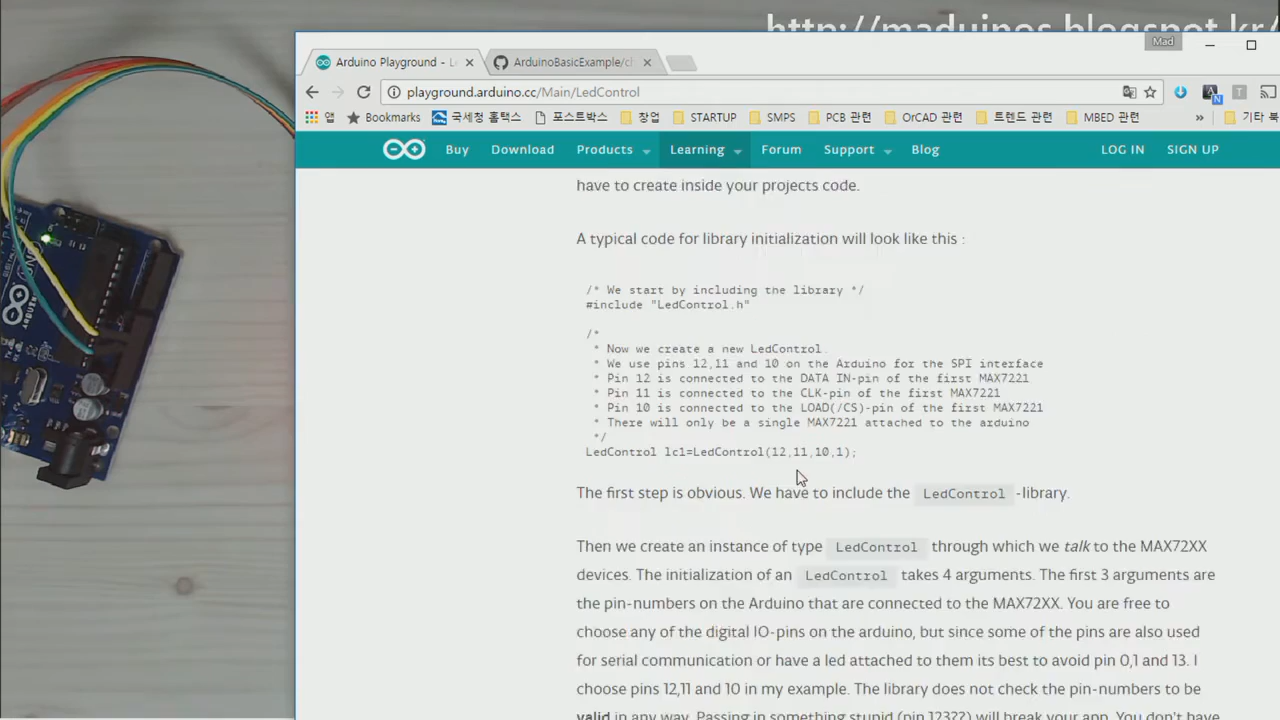 http://maduinos.blogspot.kr/
Mad
Arduino Playground - L
ArduinoBasicExample/ch
playground.arduino.cc/Main/LedControl
앱 Bookmarks 국세청 홈택스 포스트박스 창업 STARTUP SMPS PCB 관련 OrCAD 관련 트렌드 관련 MBED 관련 » 기타 북
Buy Download Products Learning Forum Support Blog LOG IN SIGN UP
have to create inside your projects code.
A typical code for library initialization will look like this :
/* We start by including the library */
#include "LedControl.h"
/*
* Now we create a new LedControl.
* We use pins 12,11 and 10 on the Arduino for the SPI interface
* Pin 12 is connected to the DATA IN-pin of the first MAX7221
* Pin 11 is connected to the CLK-pin of the first MAX7221
* Pin 10 is connected to the LOAD(/CS)-pin of the first MAX7221
* There will only be a single MAX7221 attached to the arduino
*/
LedControl lc1=LedControl(12,11,10,1);
The first step is obvious. We have to include the LedControl -library.
Then we create an instance of type LedControl through which we talk to the MAX72XX
devices. The initialization of an LedControl takes 4 arguments. The first 3 arguments are
the pin-numbers on the Arduino that are connected to the MAX72XX. You are free to
choose any of the digital IO-pins on the arduino, but since some of the pins are also used
for serial communication or have a led attached to them its best to avoid pin 0,1 and 13. I
choose pins 12,11 and 10 in my example. The library does not check the pin-numbers to be
valid in any way. Passing in something stupid (pin 123??) will break your app. You don't have